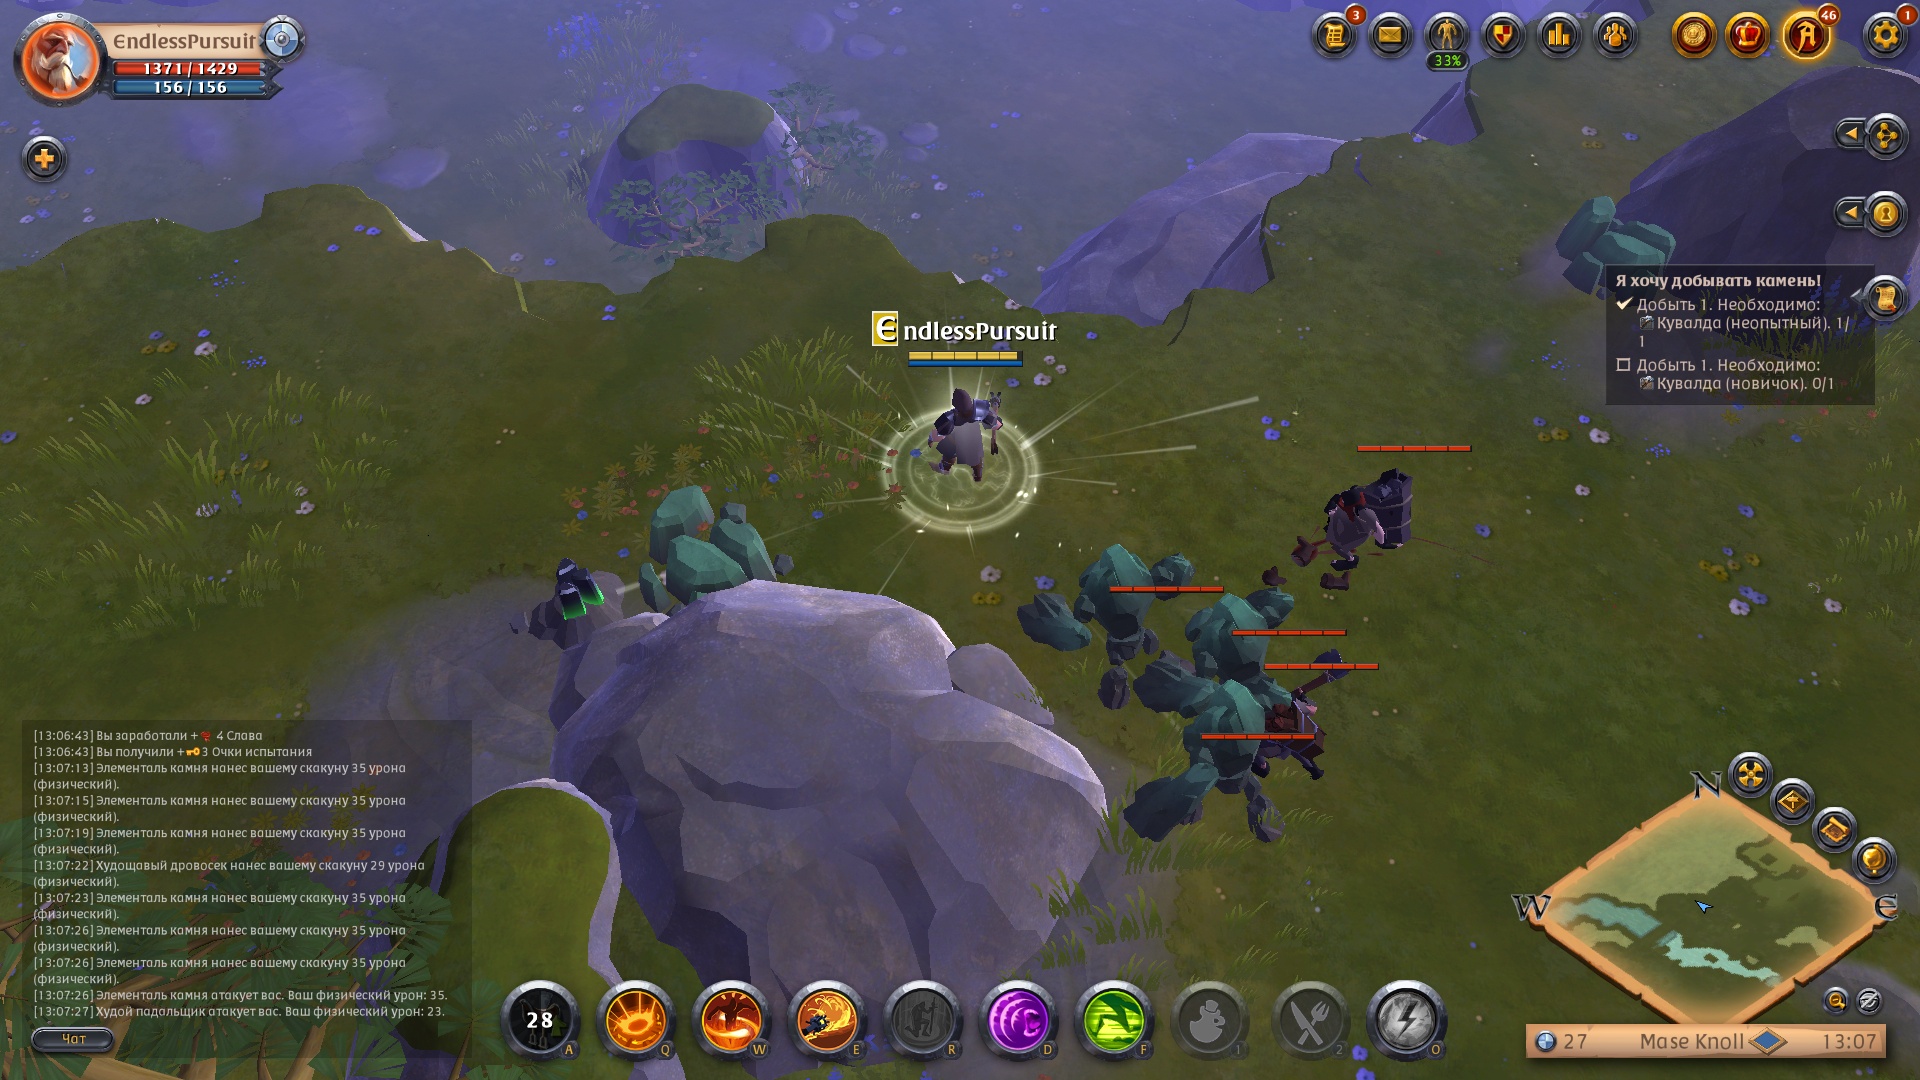 EndlessPursuit
1371 / 1429
156 / 156
3
33%
46
1
Я хочу добывать камень!
Добыть 1. Необходимо:
Кувалда (неопытный). 1/
1
Добыть 1. Необходимо:
Кувалда (новичок). 0/1
EndlessPursuit
[13:06:43] Вы заработали + 4 Слава
[13:06:43] Вы получили +3 Очки испытания
[13:07:13] Элементаль камня нанес вашему скакуну 35 урона
(физический).
[13:07:15] Элементаль камня нанес вашему скакуну 35 урона
(физический).
[13:07:19] Элементаль камня нанес вашему скакуну 35 урона
(физический).
[13:07:22] Худощавый дровосек нанес вашему скакуну 29 урона
(физический).
[13:07:23] Элементаль камня нанес вашему скакуну 35 урона
(физический).
[13:07:26] Элементаль камня нанес вашему скакуну 35 урона
(физический).
[13:07:26] Элементаль камня нанес вашему скакуну 35 урона
(физический).
[13:07:26] Элементаль камня атакует вас. Ваш физический урон: 35.
[13:07:27] Худой падальщик атакует вас. Ваш физический урон: 23.
Чат
28
A
Q
W
E
R
D
F
1
2
O
N
W
E
27 Mase Knoll 13:07